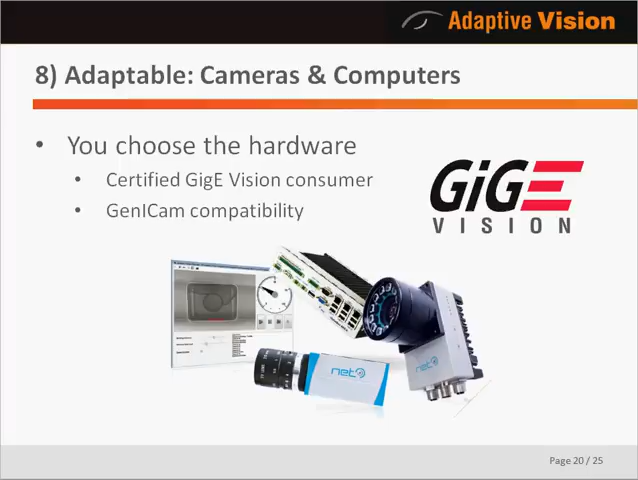 Adaptive Vision
8) Adaptable: Cameras & Computers
• You choose the hardware
• Certified GigE Vision consumer
• GenICam compatibility
GiGE
VISION
net
Page 20 / 25